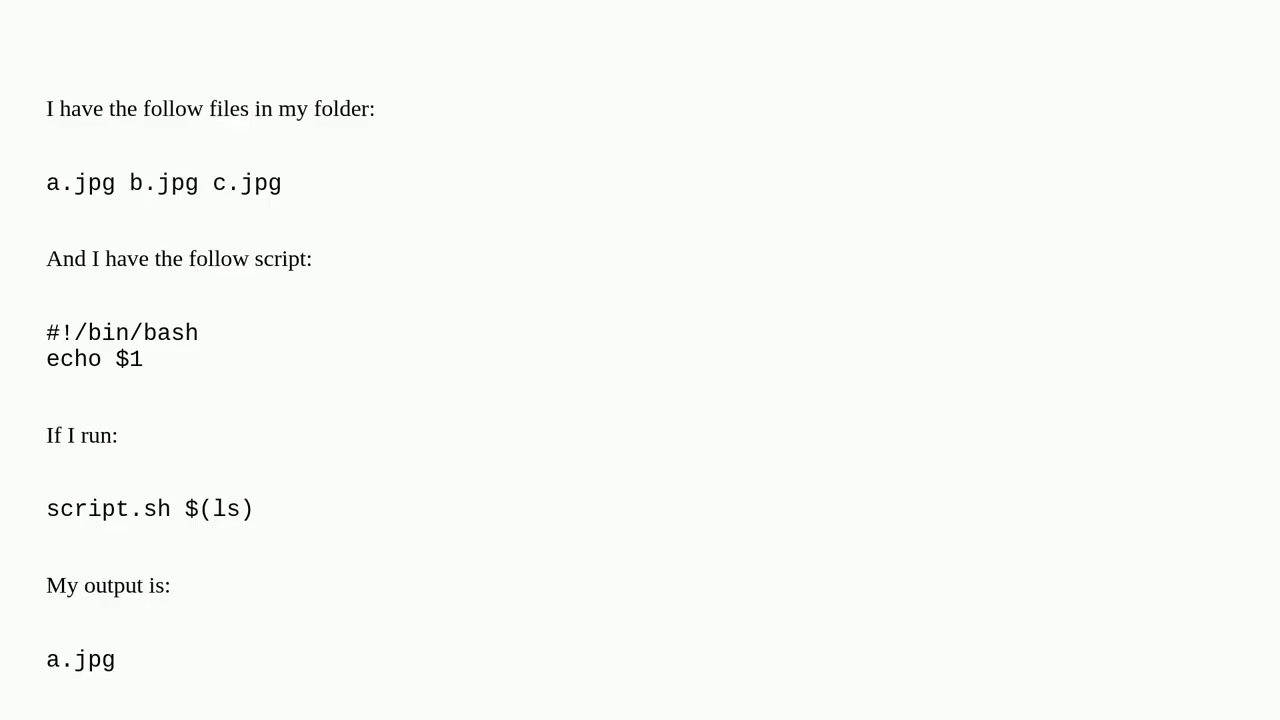 I have the follow files in my folder:
a.jpg b.jpg c.jpg
And I have the follow script:
#!/bin/bash
echo $1
If I run:
script.sh $(ls)
My output is:
a.jpg